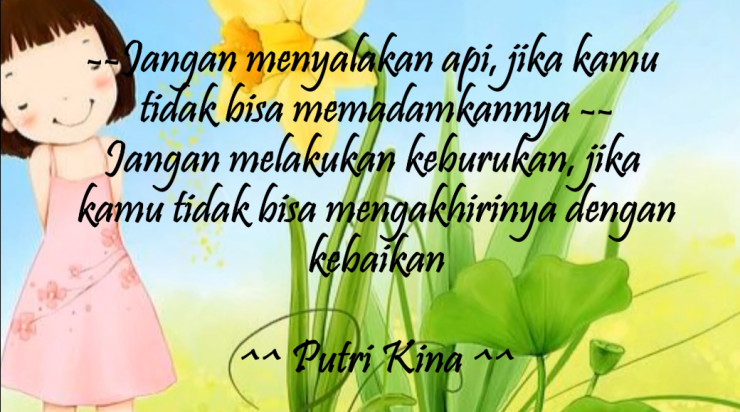 ~~Jangan menyalakan api, jika kamu
tidak bisa memadamkannya ~~
Jangan melakukan keburukan, jika
kamu tidak bisa mengakhirinya dengan
kebaikan
^^ Putri Kina ^^